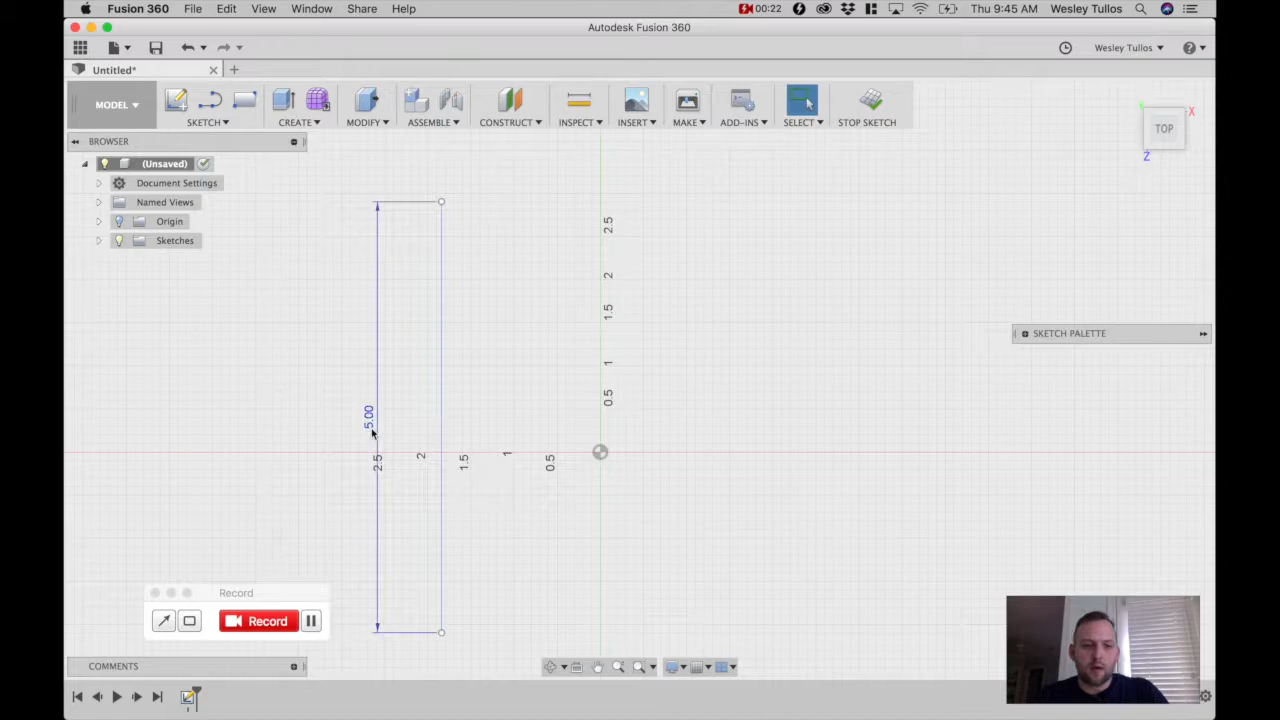 Fusion 360 File Edit View Window Share Help 00:22 Thu 9:45 AM Wesley Tullos
Autodesk Fusion 360
Wesley Tullos
Untitled*
MODEL SKETCH CREATE MODIFY ASSEMBLE CONSTRUCT INSPECT INSERT MAKE ADD-INS SELECT STOP SKETCH
BROWSER
TOP
X
Z
(Unsaved)
Document Settings
Named Views
Origin
Sketches
2.5
2
1.5
1
0.5
SKETCH PALETTE
5.00
2.5 2 1.5 1 0.5
Record
Record
COMMENTS